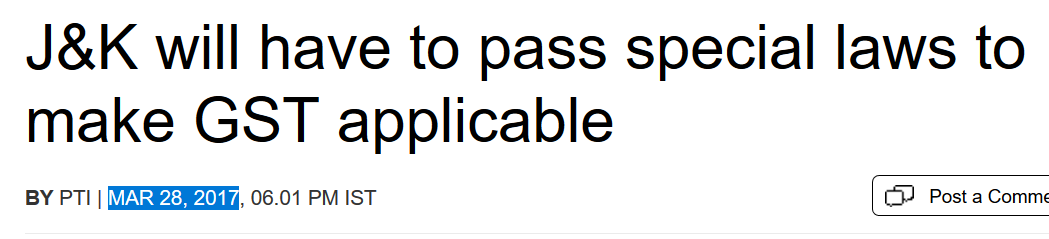 J&K will have to pass special laws to
make GST applicable
BY PTI | MAR 28, 2017, 06.01 PM IST
Post a Comme